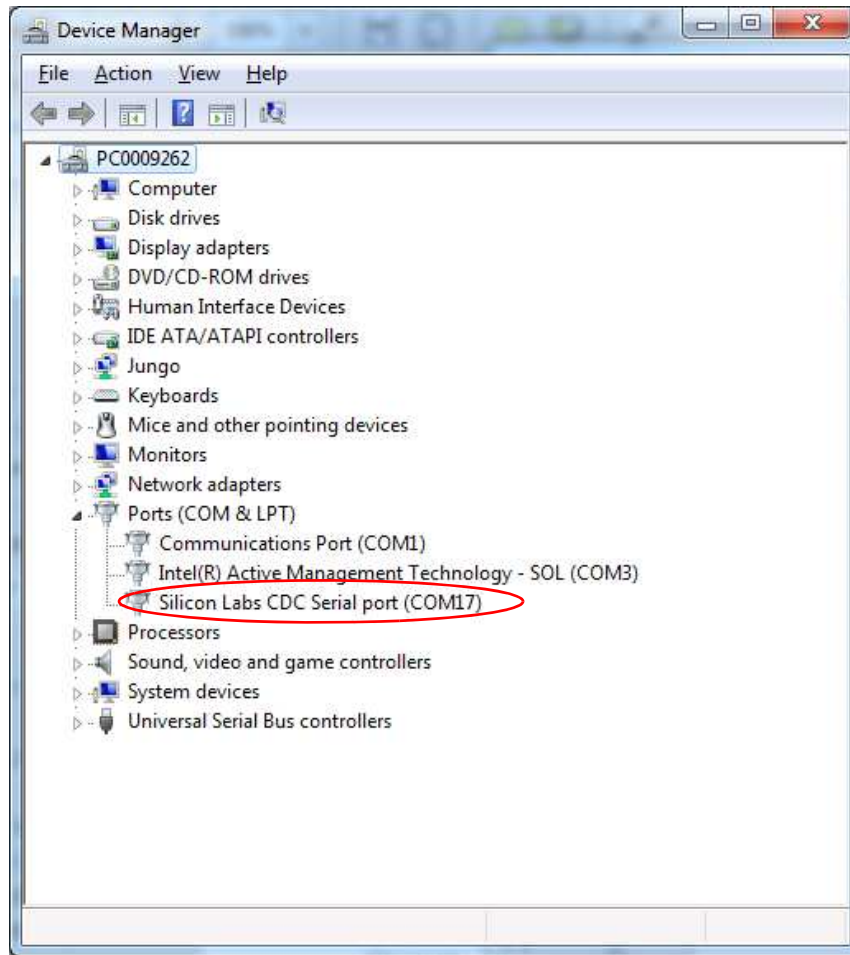 Device Manager
File Action View Help
PC0009262
Computer
Disk drives
Display adapters
DVD/CD-ROM drives
Human Interface Devices
IDE ATA/ATAPI controllers
Jungo
Keyboards
Mice and other pointing devices
Monitors
Network adapters
Ports (COM & LPT)
Communications Port (COM1)
Intel(R) Active Management Technology - SOL (COM3)
Silicon Labs CDC Serial port (COM17)
Processors
Sound, video and game controllers
System devices
Universal Serial Bus controllers